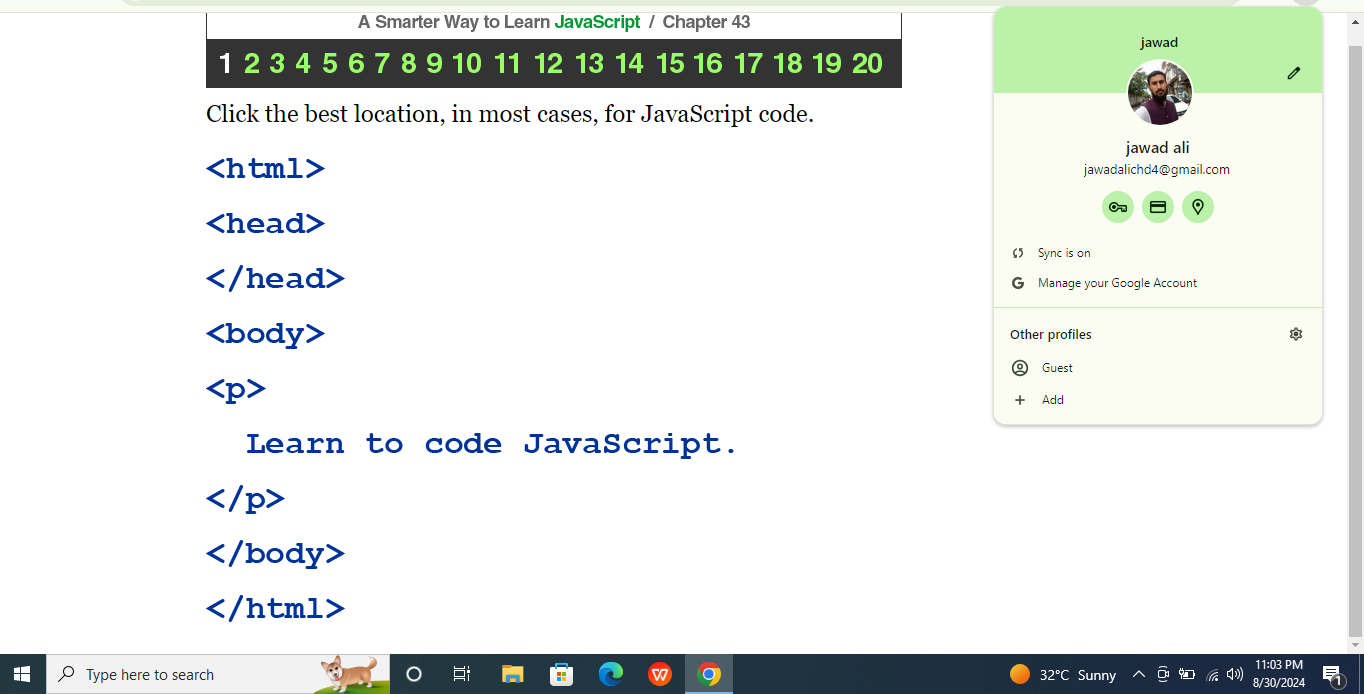 A Smarter Way to Learn JavaScript / Chapter 43
1 2 3 4 5 6 7 8 9 10 11 12 13 14 15 16 17 18 19 20
Click the best location, in most cases, for JavaScript code.
<html>
<head>
</head>
<body>
<p>
Learn to code JavaScript.
</p>
</body>
</html>
jawad
jawad ali
jawadalichd4@gmail.com
Sync is on
G Manage your Google Account
Other profiles
Guest
+ Add
Type here to search
W
32°C Sunny
11:03 PM
8/30/2024
1